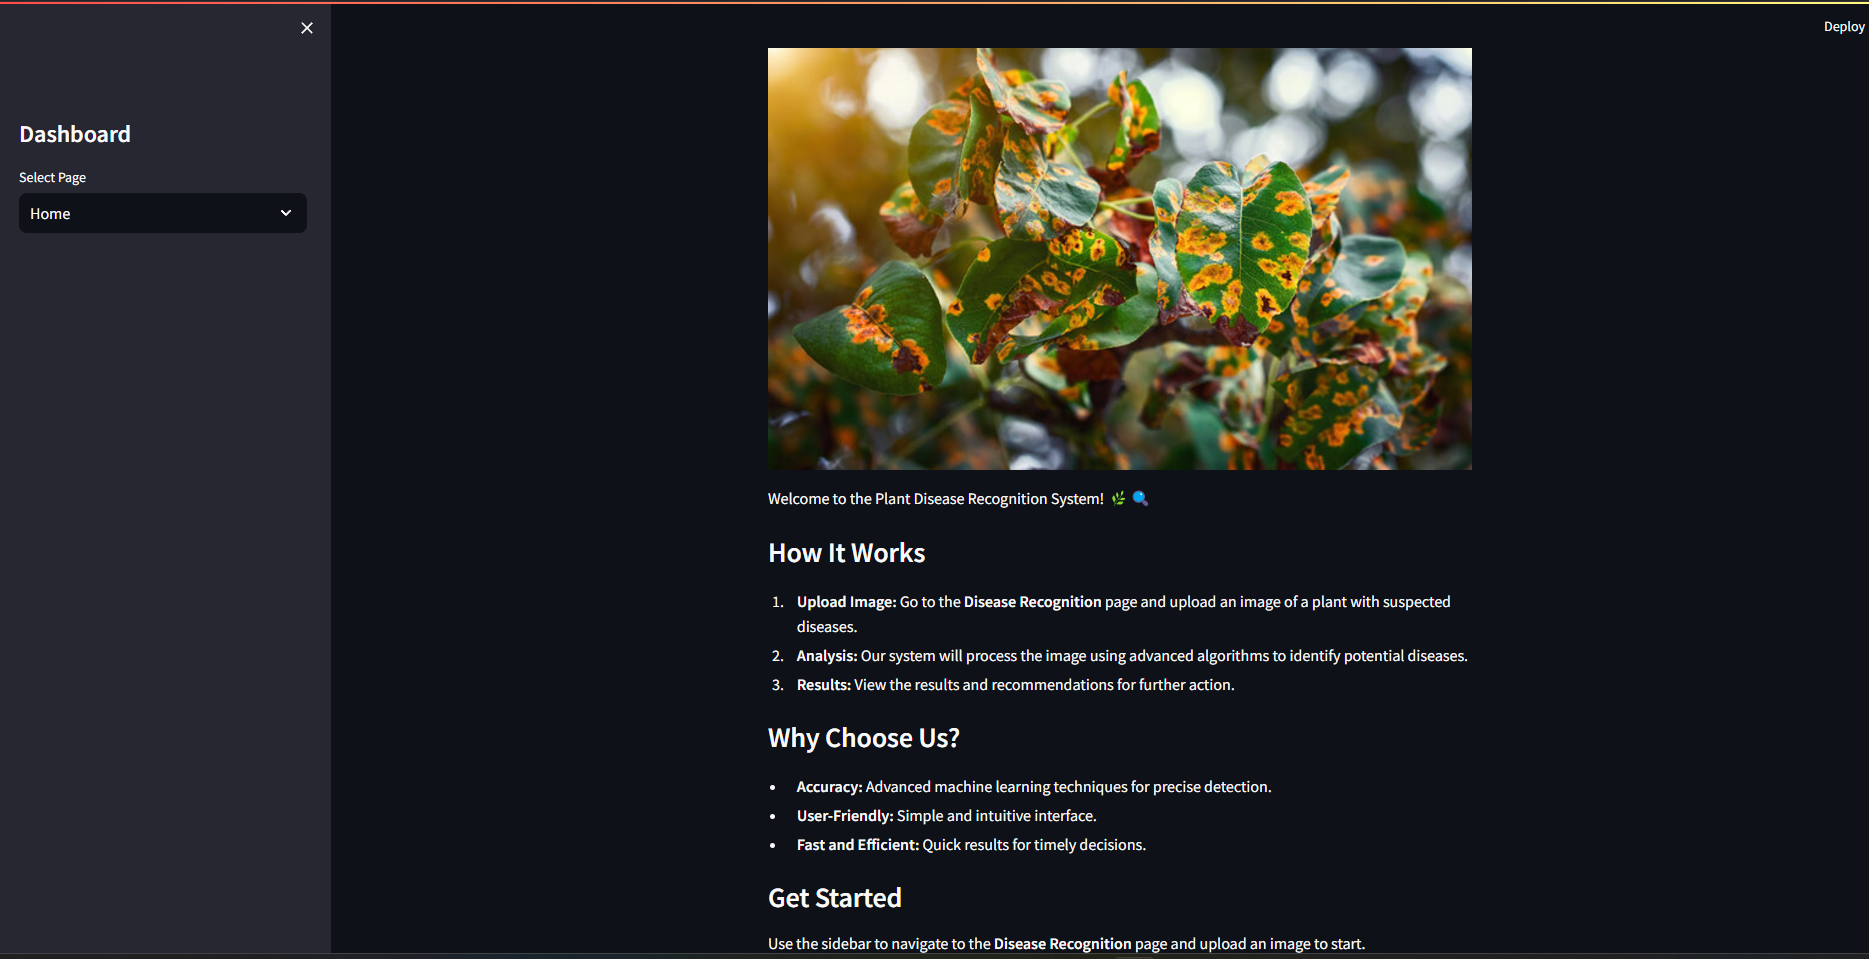 Deploy
Dashboard
Select Page
Home
Welcome to the Plant Disease Recognition System! 🌿 🔍
How It Works
1. Upload Image: Go to the Disease Recognition page and upload an image of a plant with suspected
diseases.
2. Analysis: Our system will process the image using advanced algorithms to identify potential diseases.
3. Results: View the results and recommendations for further action.
Why Choose Us?
• Accuracy: Advanced machine learning techniques for precise detection.
• User-Friendly: Simple and intuitive interface.
• Fast and Efficient: Quick results for timely decisions.
Get Started
Use the sidebar to navigate to the Disease Recognition page and upload an image to start.